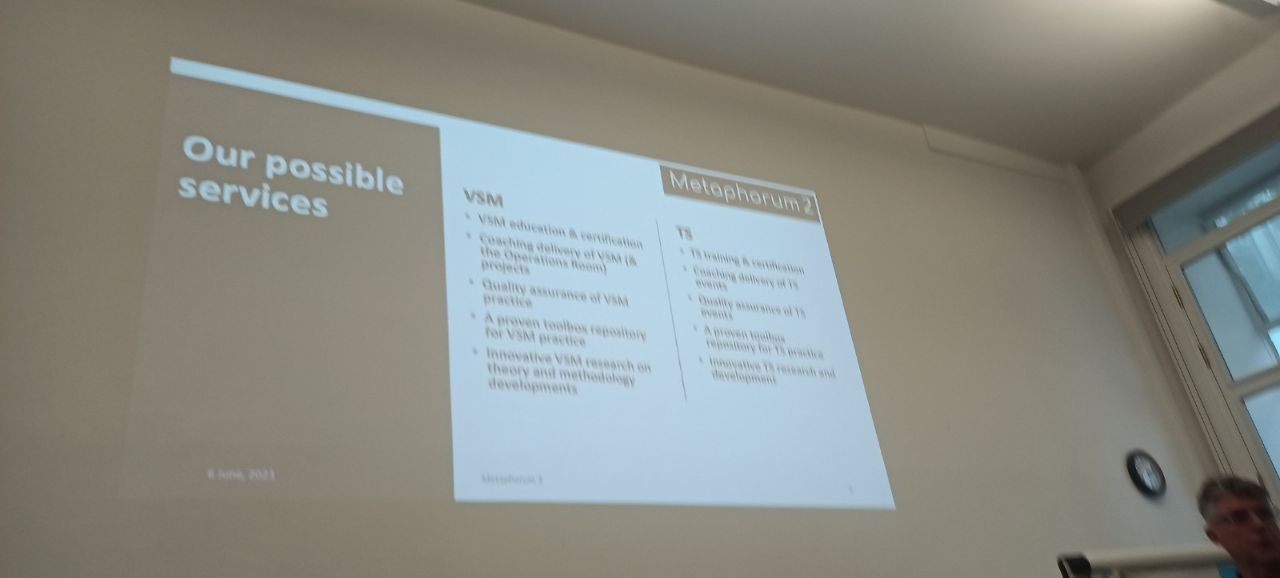 Our possible
services
Metaphorum 2
VSM
• VSM education & certification
• Coaching delivery of VSM (&
the Operations Room)
projects
• Quality assurance of VSM
practice
• A proven toolbox repository
for VSM practice
• Innovative VSM research on
theory and methodology
developments
TS
• TS training & certification
• Coaching delivery of TS
events
• Quality assurance of TS
events
• A proven toolbox
repository for TS practice
• Innovative TS research and
development
6 June, 2023
Metaphorum 2